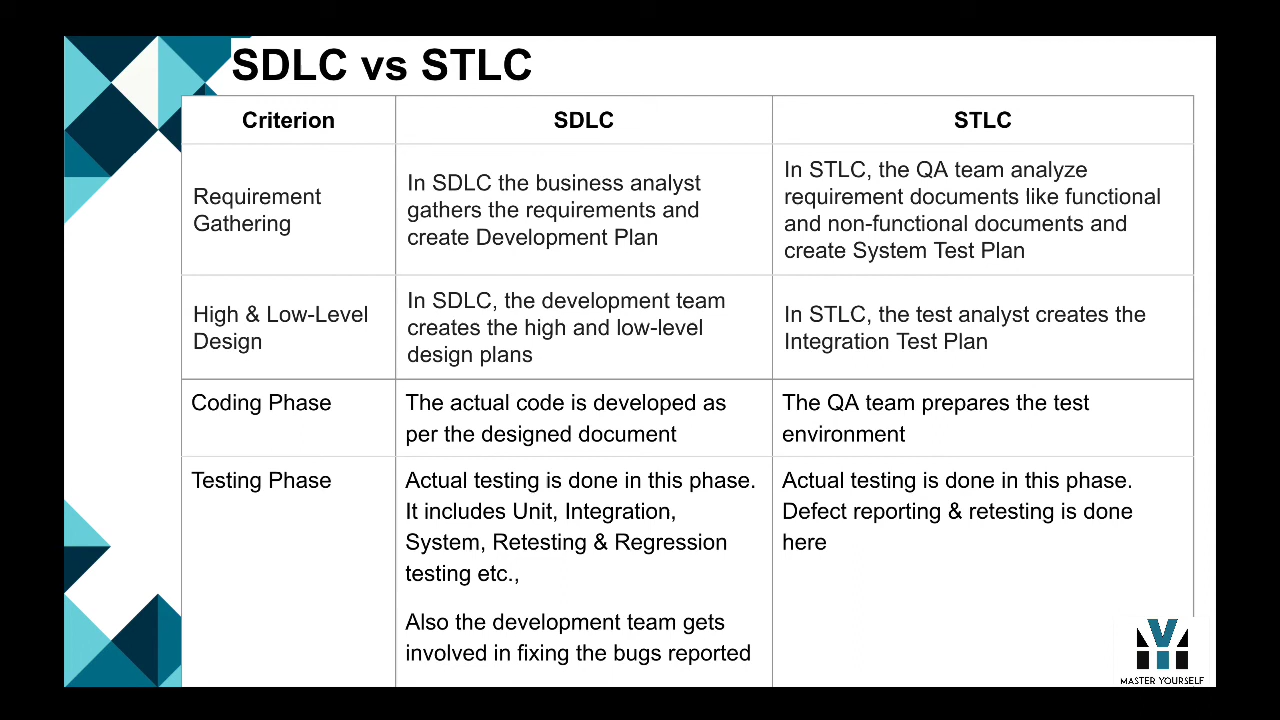 SDLC vs STLC
Criterion
SDLC
STLC
Requirement
Gathering
In SDLC the business analyst
gathers the requirements and
create Development Plan
In STLC, the QA team analyze
requirement documents like functional
and non-functional documents and
create System Test Plan
High & Low-Level
Design
In SDLC, the development team
creates the high and low-level
design plans
In STLC, the test analyst creates the
Integration Test Plan
Coding Phase
The actual code is developed as
per the designed document
The QA team prepares the test
environment
Testing Phase
Actual testing is done in this phase.
It includes Unit, Integration,
System, Retesting & Regression
testing etc.,
Also the development team gets
involved in fixing the bugs reported
Actual testing is done in this phase.
Defect reporting & retesting is done
here
MASTER YOURSELF